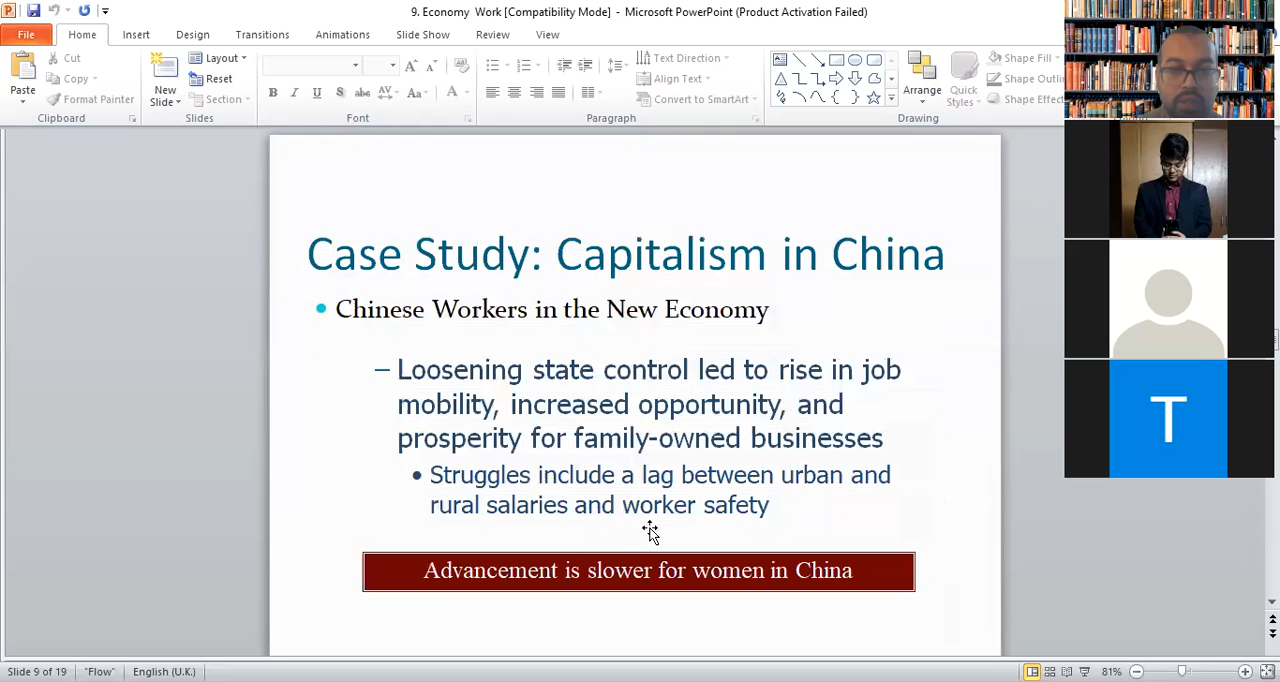 9. Economy Work [Compatibility Mode] - Microsoft PowerPoint (Product Activation Failed)
File Home Insert Design Transitions Animations Slide Show Review View
Paste
Cut
Copy
Format Painter
Clipboard
New
Slide
Layout
Reset
Section
Slides
B I U S abc AV Aa A
Font
Text Direction
Align Text
Convert to SmartArt
Paragraph
Arrange
Quick
Styles
Shape Fill
Shape Outlin
Shape Effect
Drawing
Case Study: Capitalism in China
• Chinese Workers in the New Economy
– Loosening state control led to rise in job
mobility, increased opportunity, and
prosperity for family-owned businesses
• Struggles include a lag between urban and
rural salaries and worker safety
Advancement is slower for women in China
T
Slide 9 of 19 "Flow" English (U.K.) 81%